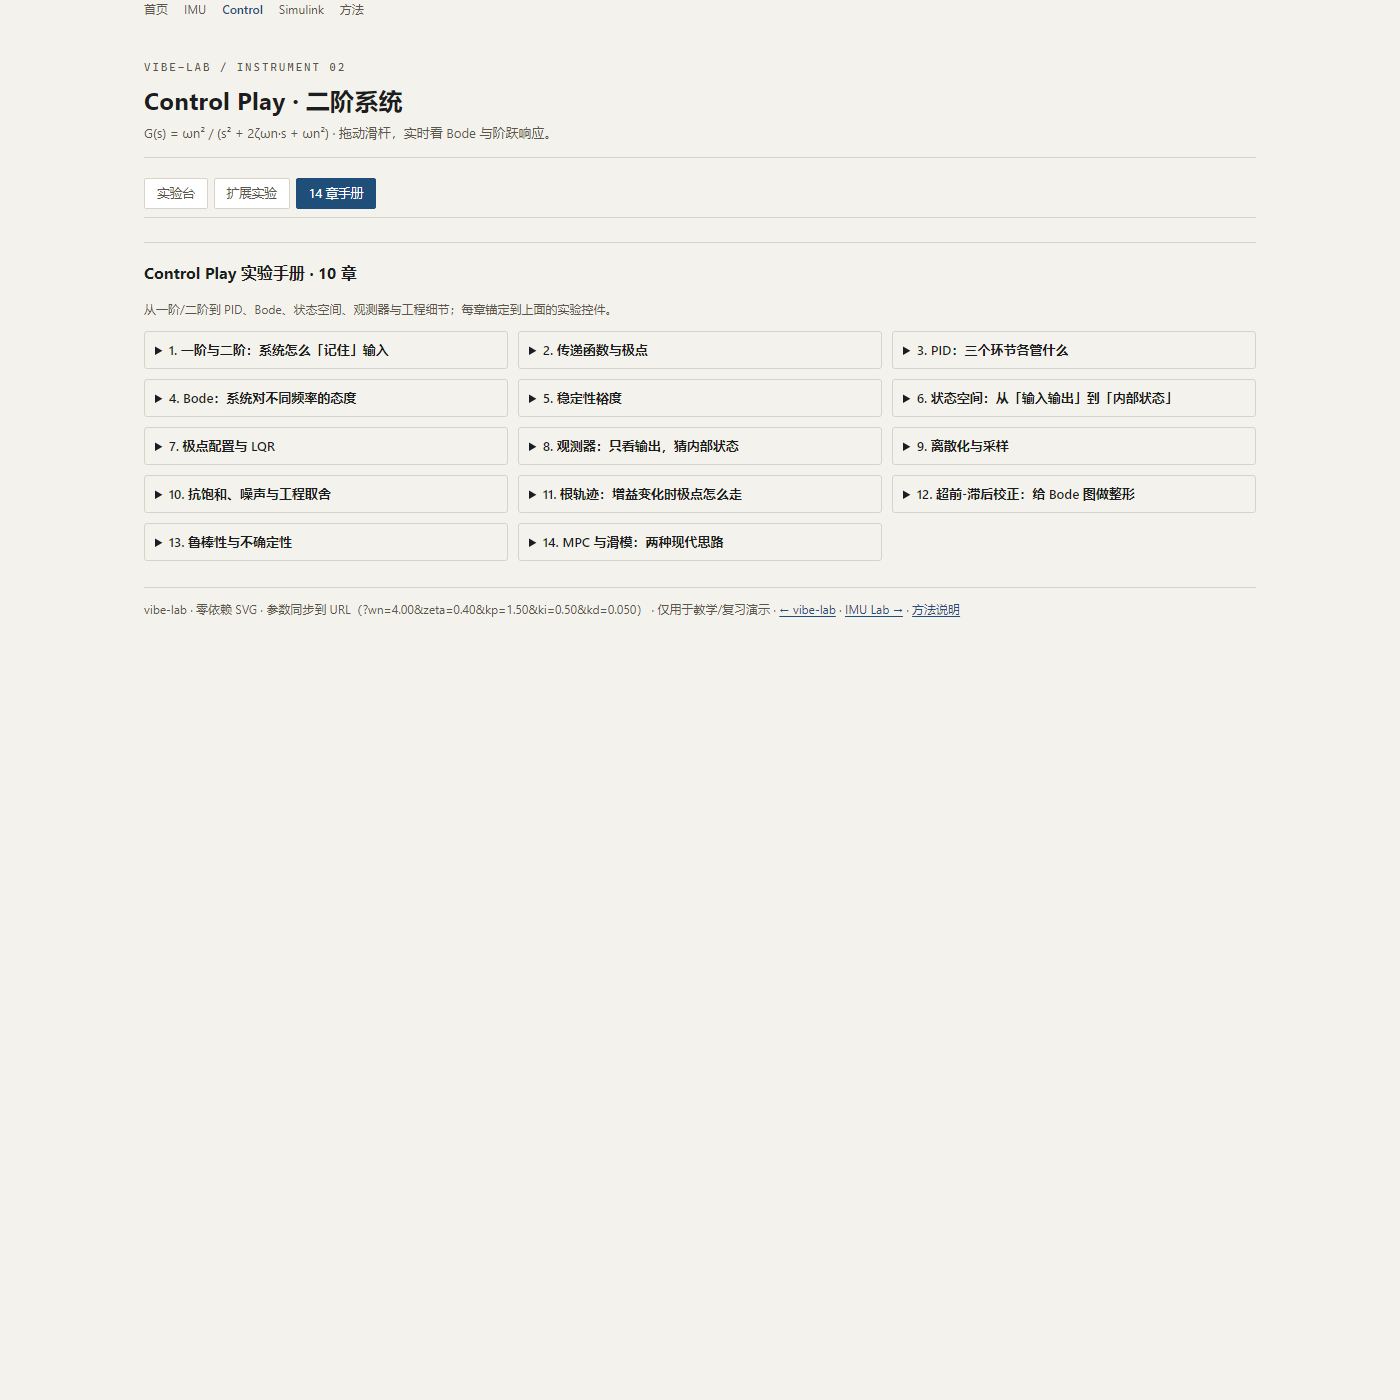 首页 IMU Control Simulink 方法
VIBE-LAB / INSTRUMENT 02
Control Play · 二阶系统
G(s) = ωn² / (s² + 2ζωn·s + ωn²) · 拖动滑杆，实时看 Bode 与阶跃响应。
实验台 扩展实验 14 章手册
Control Play 实验手册 · 10 章
从一阶/二阶到 PID、Bode、状态空间、观测器与工程细节；每章锚定到上面的实验控件。
▶ 1. 一阶与二阶：系统怎么「记住」输入 ▶ 2. 传递函数与极点 ▶ 3. PID：三个环节各管什么
▶ 4. Bode：系统对不同频率的态度 ▶ 5. 稳定性裕度 ▶ 6. 状态空间：从「输入输出」到「内部状态」
▶ 7. 极点配置与 LQR ▶ 8. 观测器：只看输出，猜内部状态 ▶ 9. 离散化与采样
▶ 10. 抗饱和、噪声与工程取舍 ▶ 11. 根轨迹：增益变化时极点怎么走 ▶ 12. 超前-滞后校正：给 Bode 图做整形
▶ 13. 鲁棒性与不确定性 ▶ 14. MPC 与滑模：两种现代思路
vibe-lab · 零依赖 SVG · 参数同步到 URL（?wn=4.00&zeta=0.40&kp=1.50&ki=0.50&kd=0.050） · 仅用于教学/复习演示 · ← vibe-lab · IMU Lab → · 方法说明